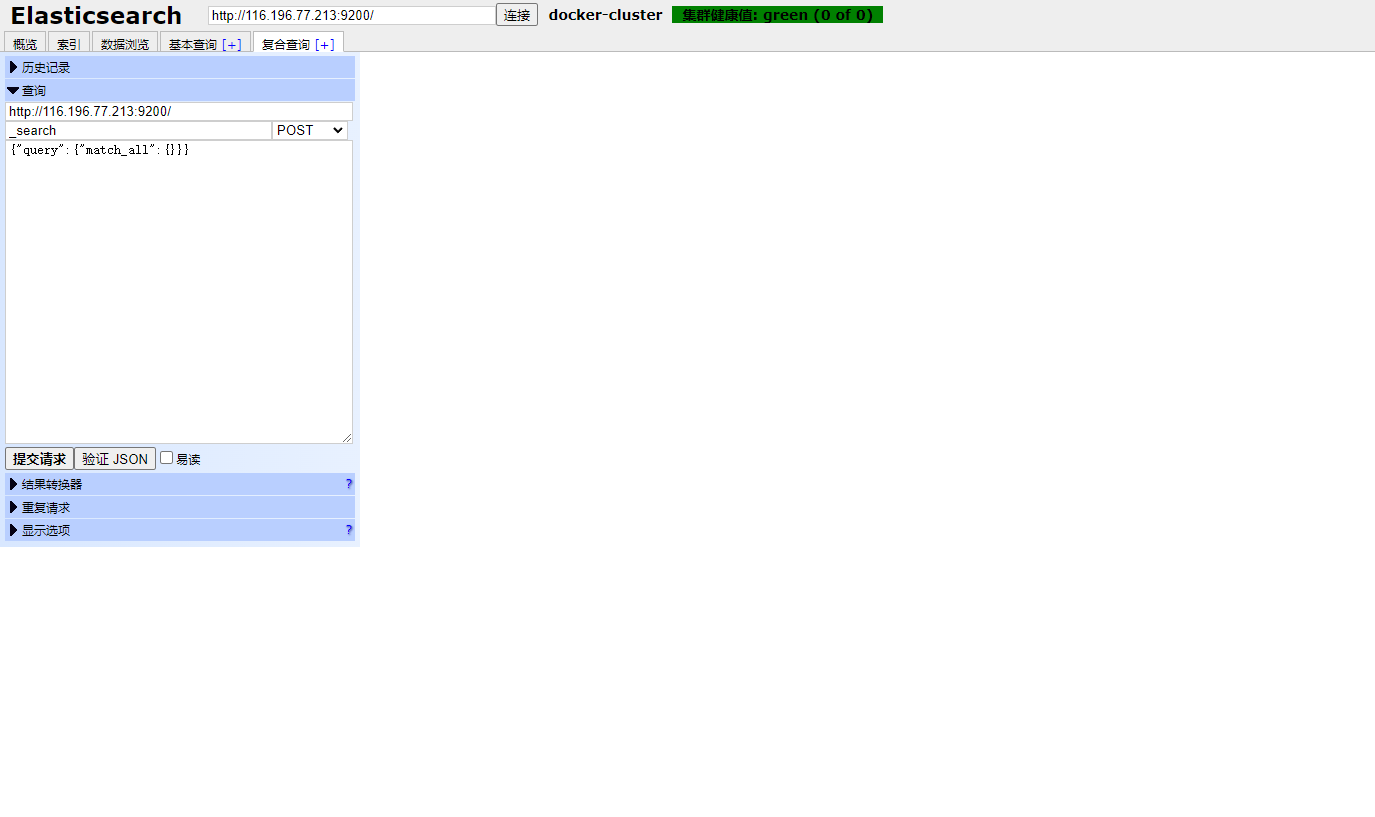 Elasticsearch http://116.196.77.213:9200/ 连接 docker-cluster 集群健康值: green (0 of 0)
概览 索引 数据浏览 基本查询 [+] 复合查询 [+]
历史记录
查询
http://116.196.77.213:9200/
_search POST
{"query":{"match_all":{}}}
提交请求 验证 JSON 易读
结果转换器 ?
重复请求
显示选项 ?